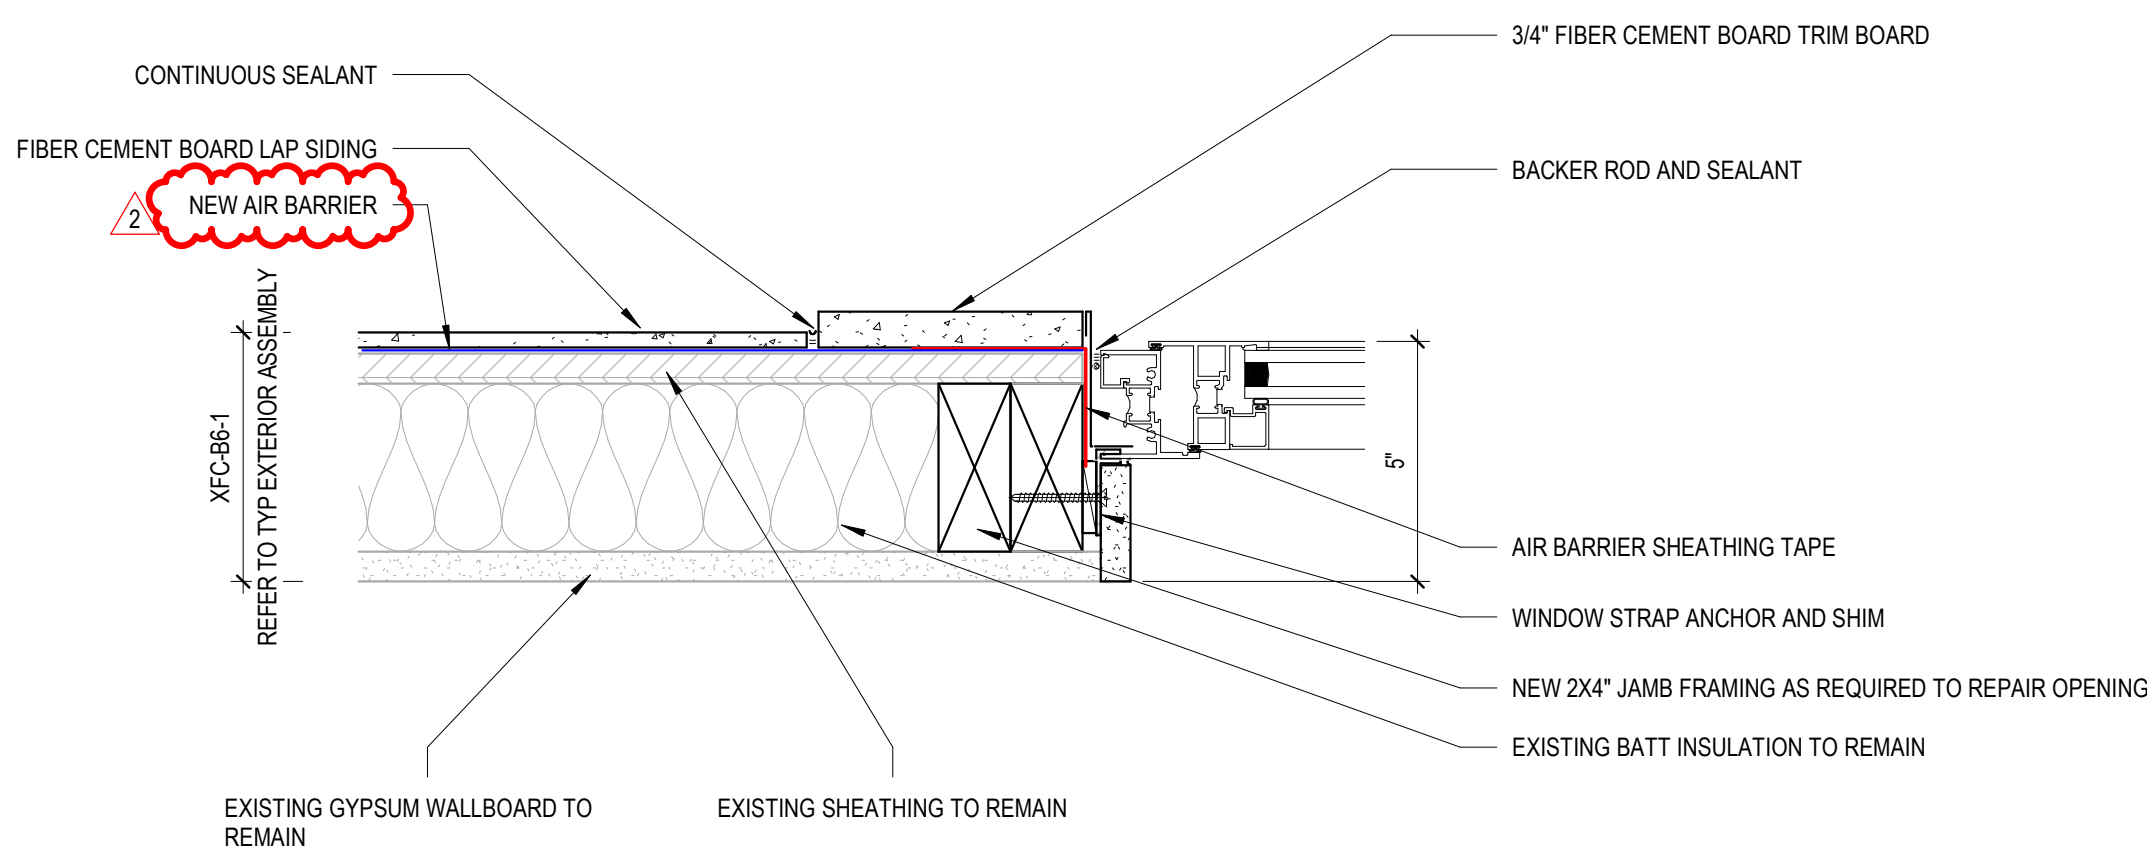 3/4" FIBER CEMENT BOARD TRIM BOARD
CONTINUOUS SEALANT
FIBER CEMENT BOARD LAP SIDING
BACKER ROD AND SEALANT
NEW AIR BARRIER
2
XFC-B6-1
REFER TO TYP EXTERIOR ASSEMBLY
5"
AIR BARRIER SHEATHING TAPE
WINDOW STRAP ANCHOR AND SHIM
NEW 2X4" JAMB FRAMING AS REQUIRED TO REPAIR OPENING
EXISTING BATT INSULATION TO REMAIN
EXISTING GYPSUM WALLBOARD TO
REMAIN
EXISTING SHEATHING TO REMAIN